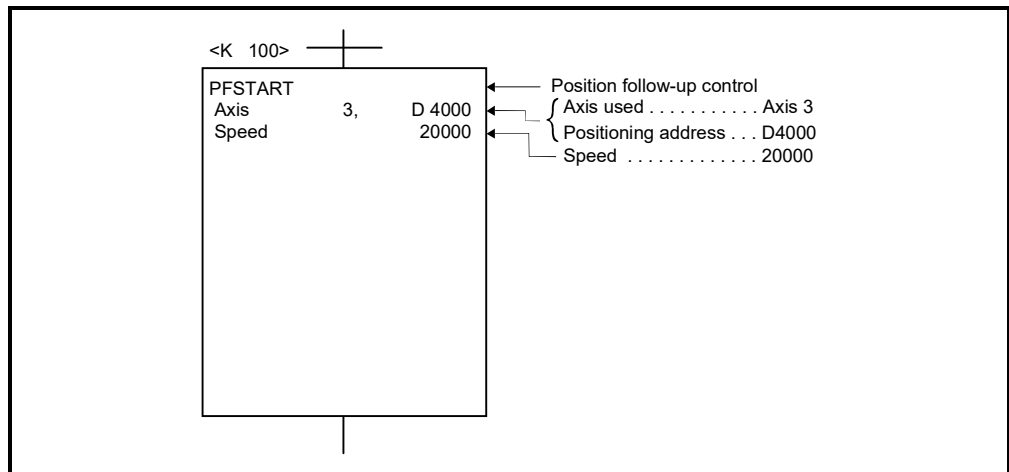 <K 100>
PFSTART
Axis 3, D 4000
Speed 20000
Position follow-up control
Axis used . . . . . . . . . . . Axis 3
Positioning address . . . D4000
Speed . . . . . . . . . . . . . 20000